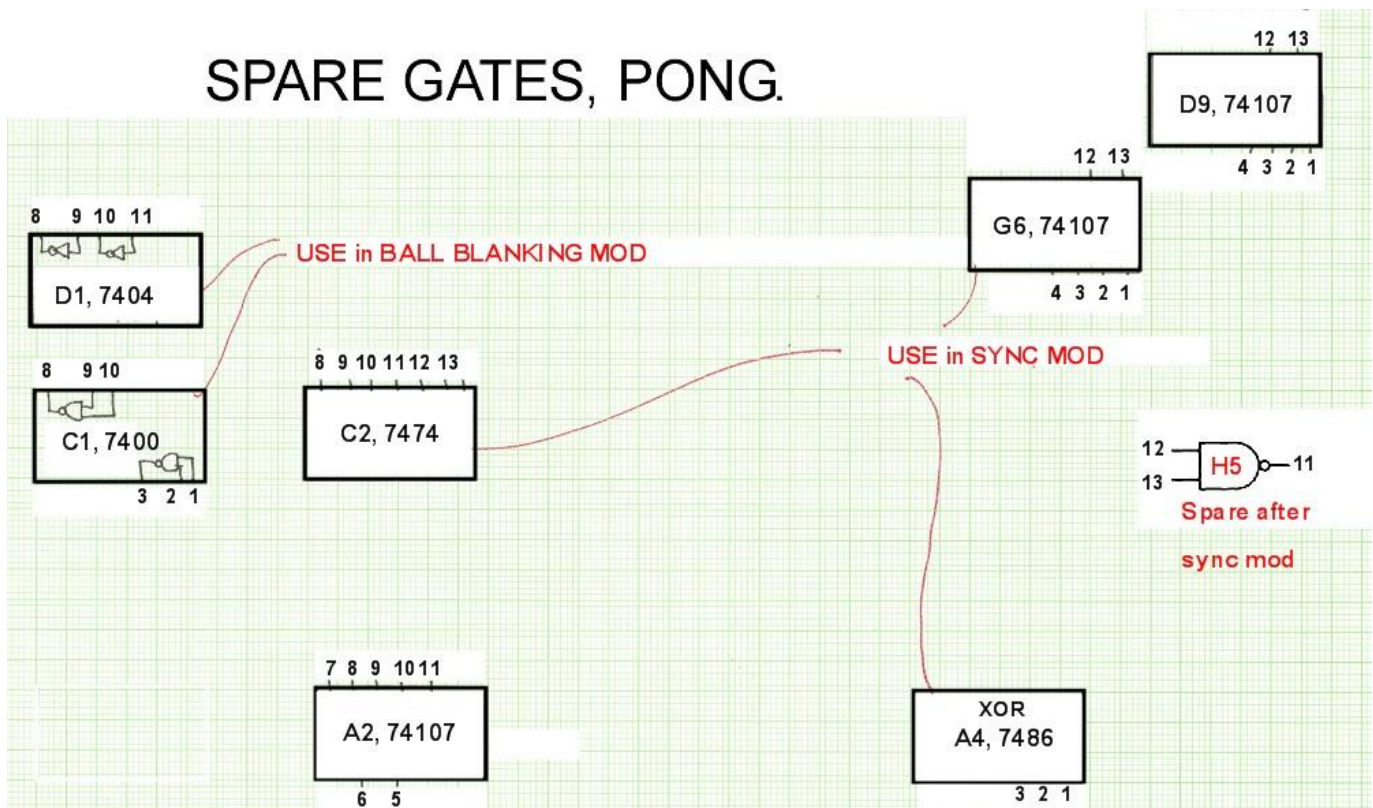 SPARE GATES, PONG.
12 13
D9, 74107
4 3 2 1
12 13
G6, 74107
4 3 2 1
8 9 10 11
D1, 7404
USE in BALL BLANKING MOD
8 9 10
C1, 7400
3 2 1
8 9 10 11 12 13
C2, 7474
USE in SYNC MOD
12
13
H5
11
Spare after
sync mod
7 8 9 10 11
A2, 74107
6 5
XOR
A4, 7486
3 2 1